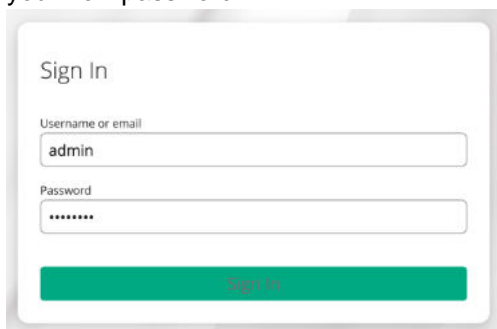 Sign In
Username or email
admin
Password
••••••••
Sign In